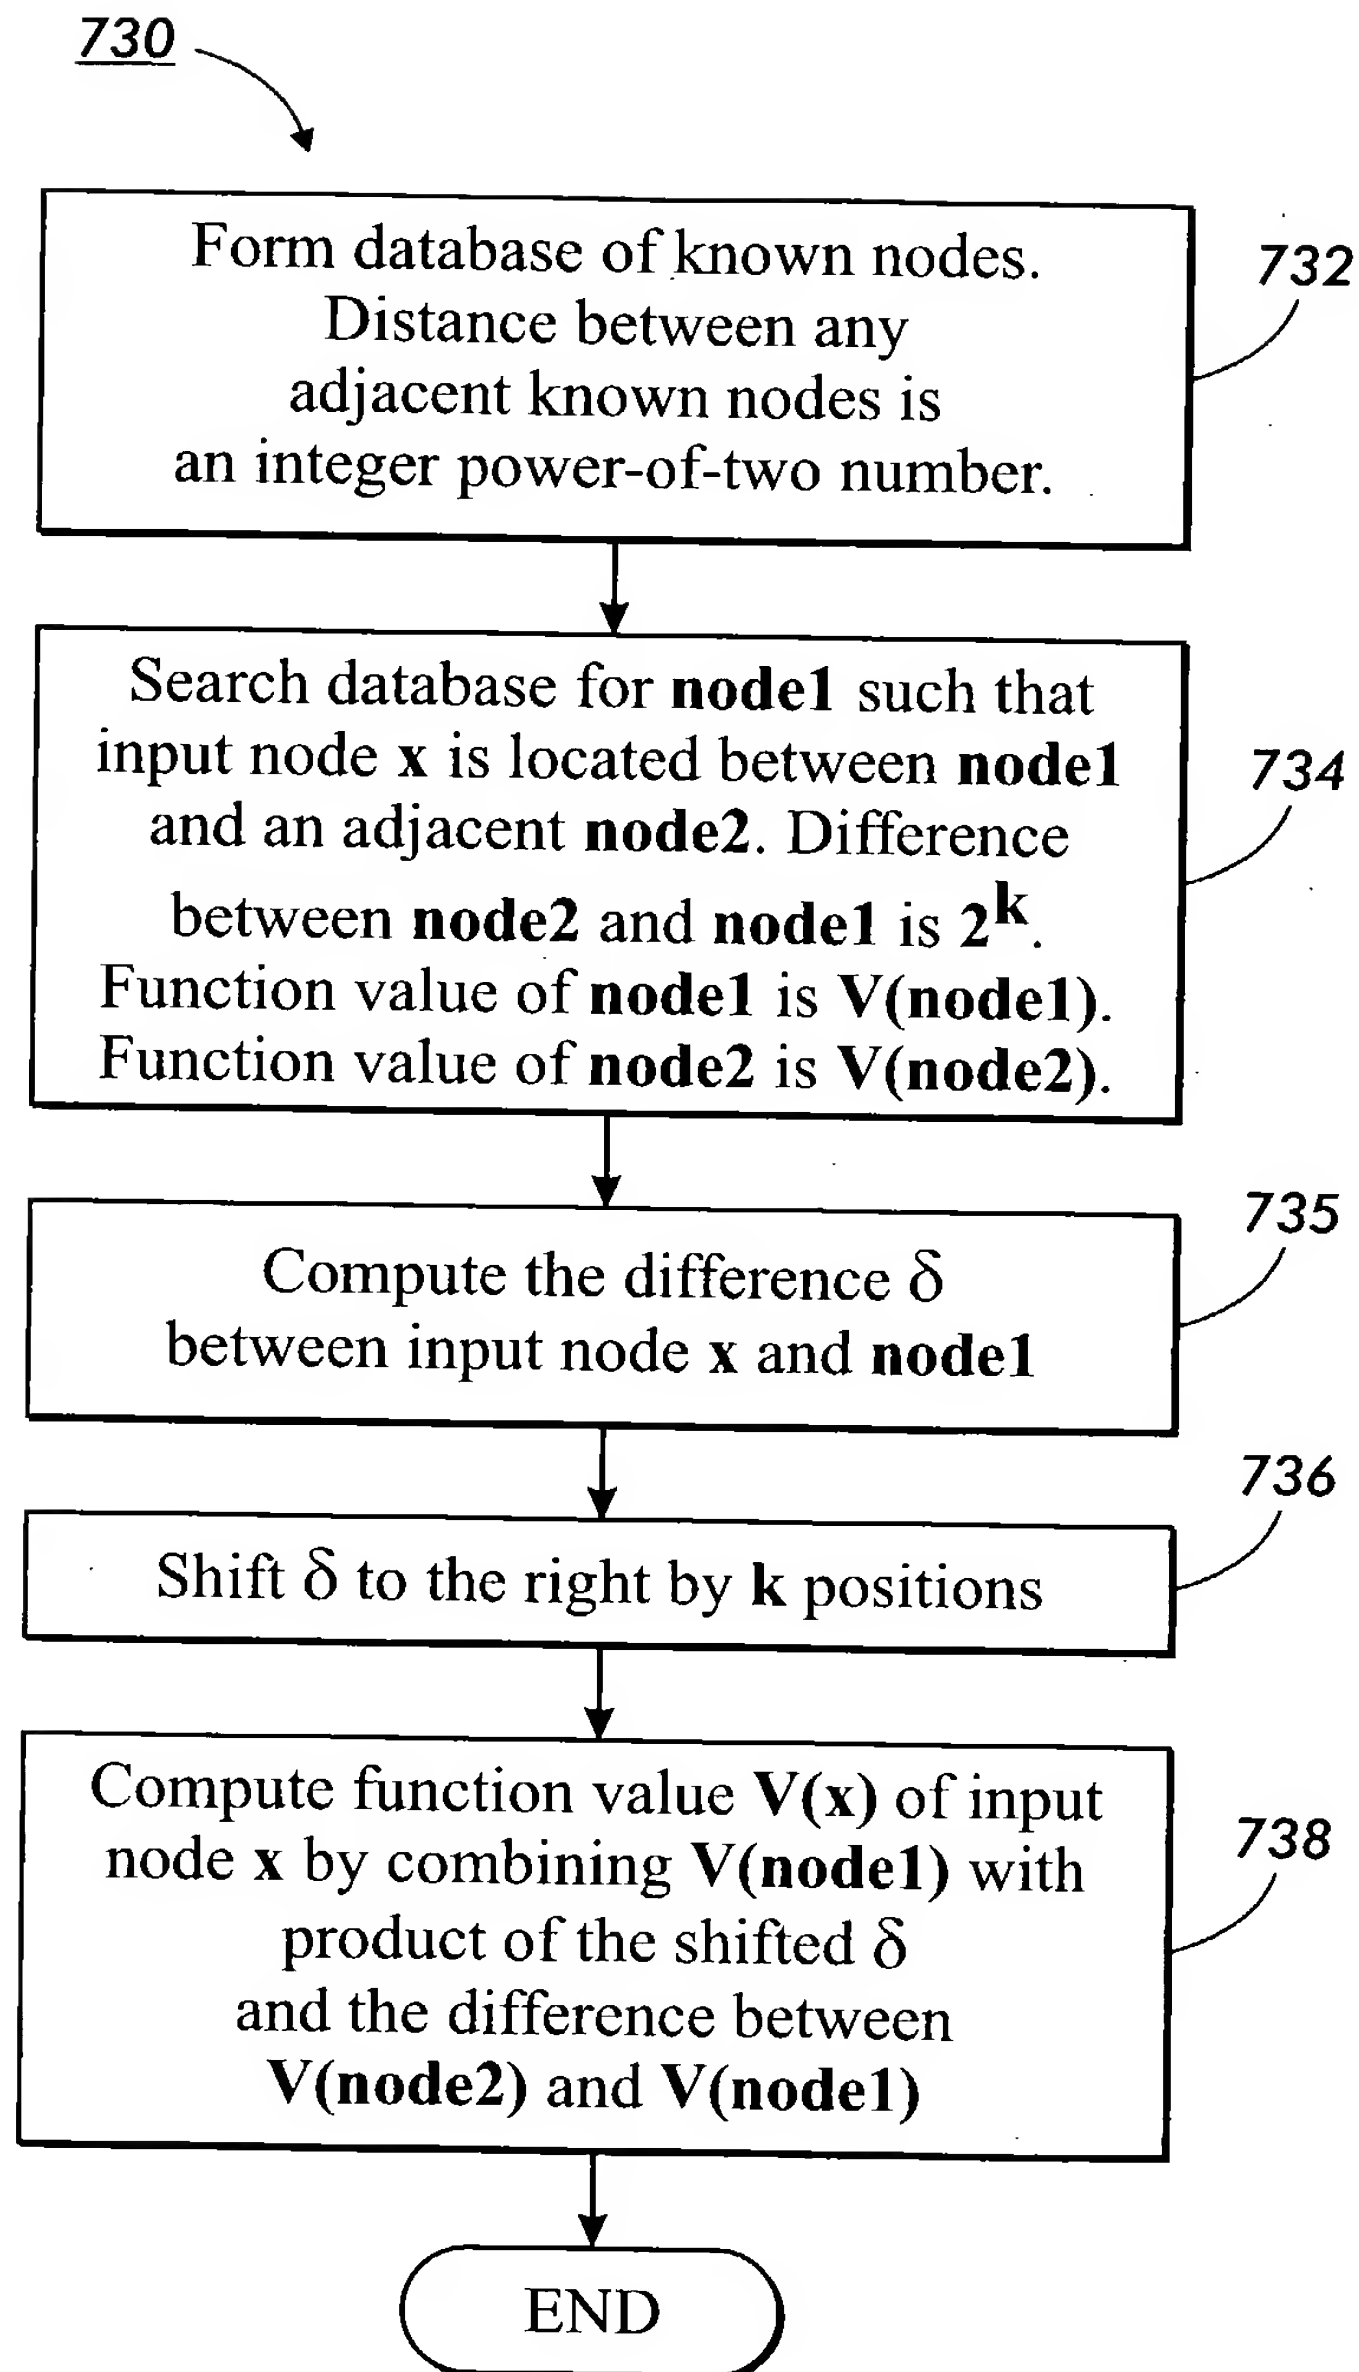 730
Form database of known nodes.
Distance between any
adjacent known nodes is
an integer power-of-two number.
732
Search database for node1 such that
input node x is located between node1
and an adjacent node2. Difference
between node2 and node1 is 2^k.
Function value of node1 is V(node1).
Function value of node2 is V(node2).
734
Compute the difference δ
between input node x and node1
735
Shift δ to the right by k positions
736
Compute function value V(x) of input
node x by combining V(node1) with
product of the shifted δ
and the difference between
V(node2) and V(node1)
738
END